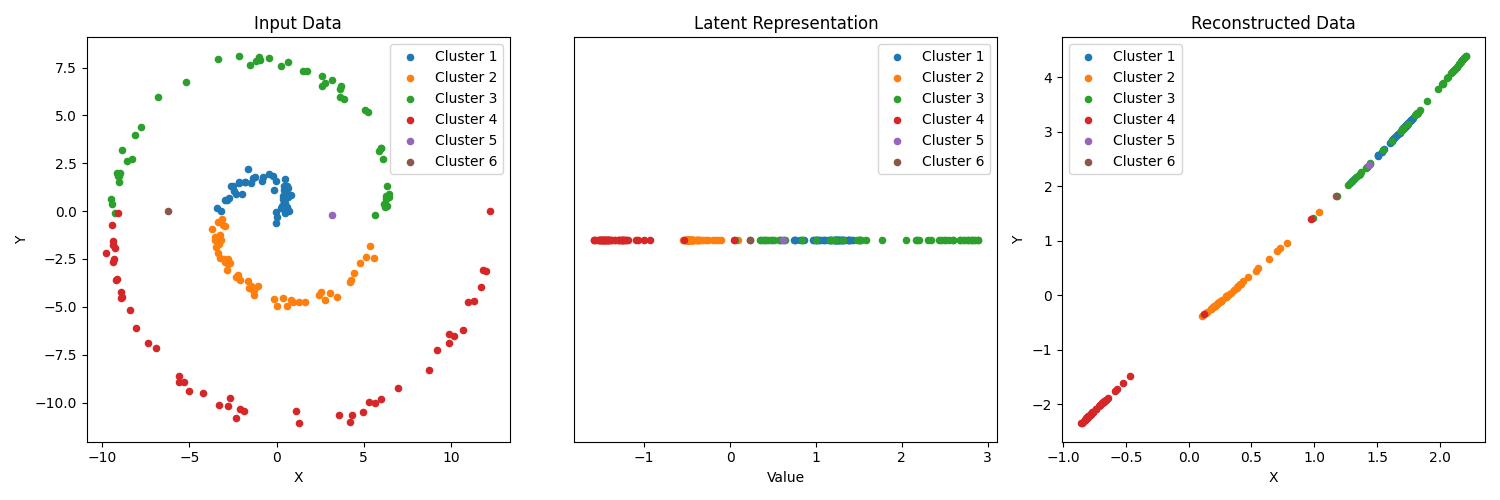 Input Data
7.5
5.0
2.5
0.0
−2.5
−5.0
−7.5
−10.0
Y
−10
−5
0
5
10
X
Cluster 1
Cluster 2
Cluster 3
Cluster 4
Cluster 5
Cluster 6
Latent Representation
Cluster 1
Cluster 2
Cluster 3
Cluster 4
Cluster 5
Cluster 6
−1
0
1
2
3
Value
Reconstructed Data
Cluster 1
Cluster 2
Cluster 3
Cluster 4
Cluster 5
Cluster 6
4
3
2
1
0
−1
−2
Y
−1.0
−0.5
0.0
0.5
1.0
1.5
2.0
X